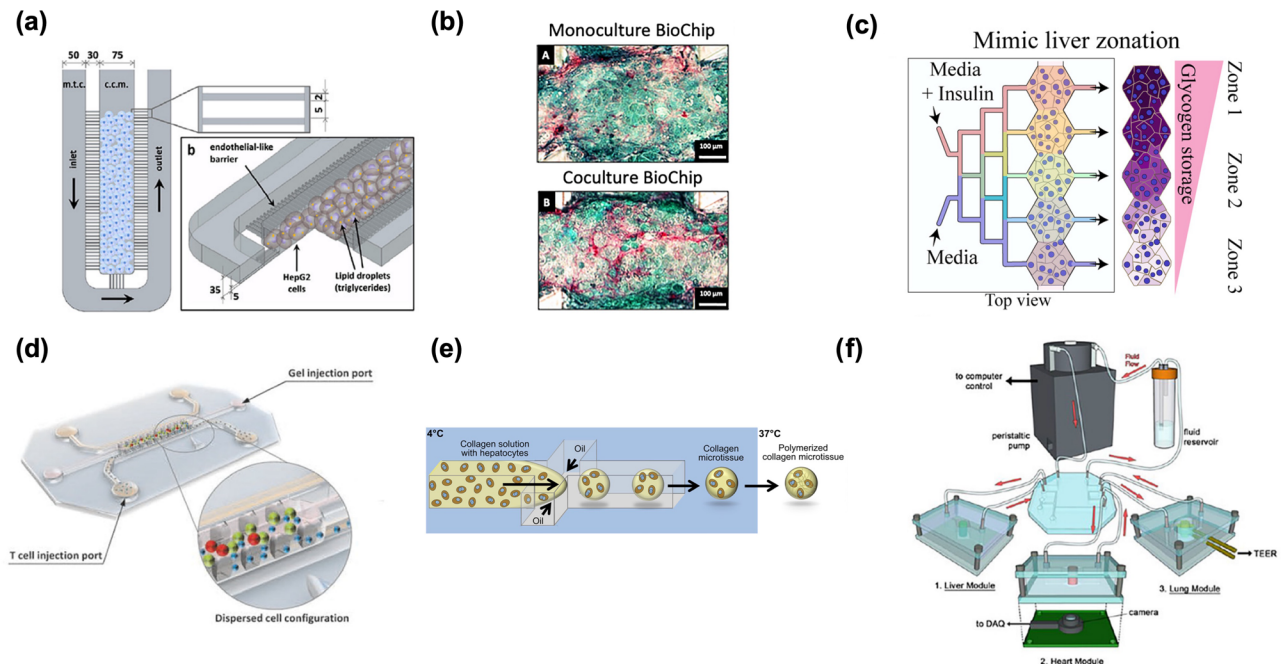 (a)
50 30 75
m.t.c.
c.c.m.
inlet
outlet
2
5
b
endothelial-like
barrier
HepG2
cells
Lipid droplets
(triglycerides)
35
5
(b)
Monoculture BioChip
A
100 µm
Coculture BioChip
B
100 µm
(c)
Mimic liver zonation
Media
+ Insulin
Media
Top view
Glycogen storage
Zone 1
Zone 2
Zone 3
(d)
Gel injection port
T cell injection port
Dispersed cell configuration
(e)
4°C
Collagen solution
with hepatocytes
Oil
Oil
Collagen
microtissue
37°C
Polymerized
collagen microtissue
(f)
to computer
control
Fluid
Flow
peristaltic
pump
fluid
reservoir
1. Liver Module
3. Lung Module
TEER
to DAQ
camera
2. Heart Module